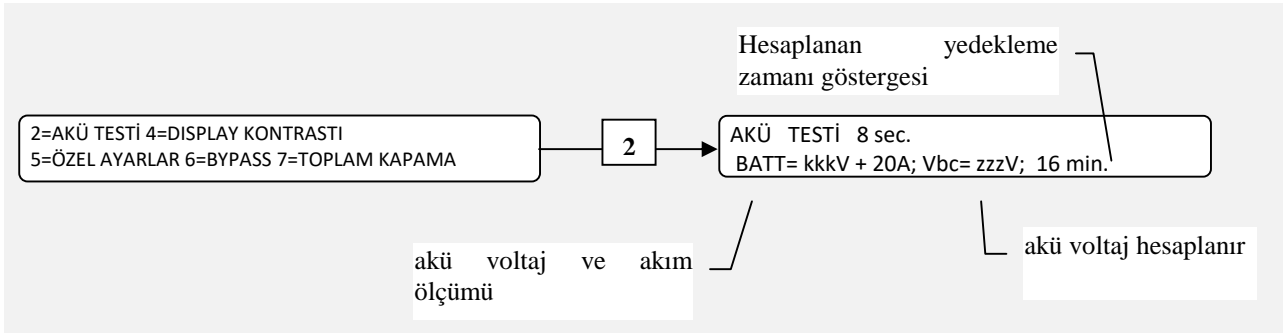 Hesaplanan yedekleme
zamanı göstergesi
2=AKÜ TESTİ 4=DISPLAY KONTRASTI
5=ÖZEL AYARLAR 6=BYPASS 7=TOPLAM KAPAMA
2
AKÜ TESTİ 8 sec.
BATT= kkkV + 20A; Vbc= zzzV; 16 min.
akü voltaj ve akım
ölçümü
akü voltaj hesaplanır